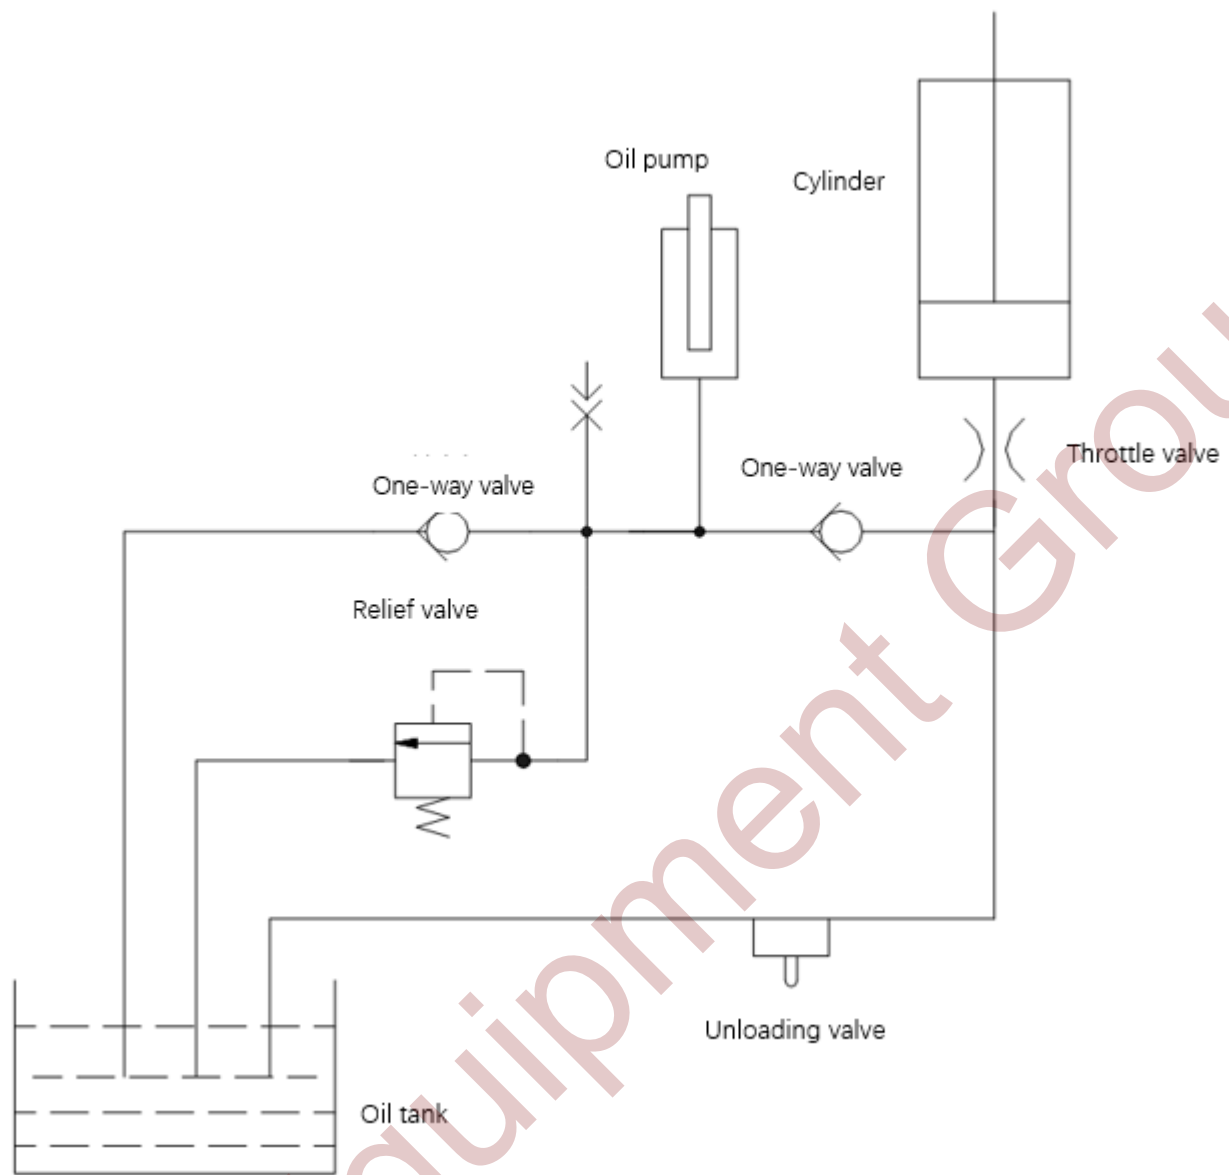 Oil pump
Cylinder
Throttle valve
One-way valve
One-way valve
Relief valve
Unloading valve
Oil tank